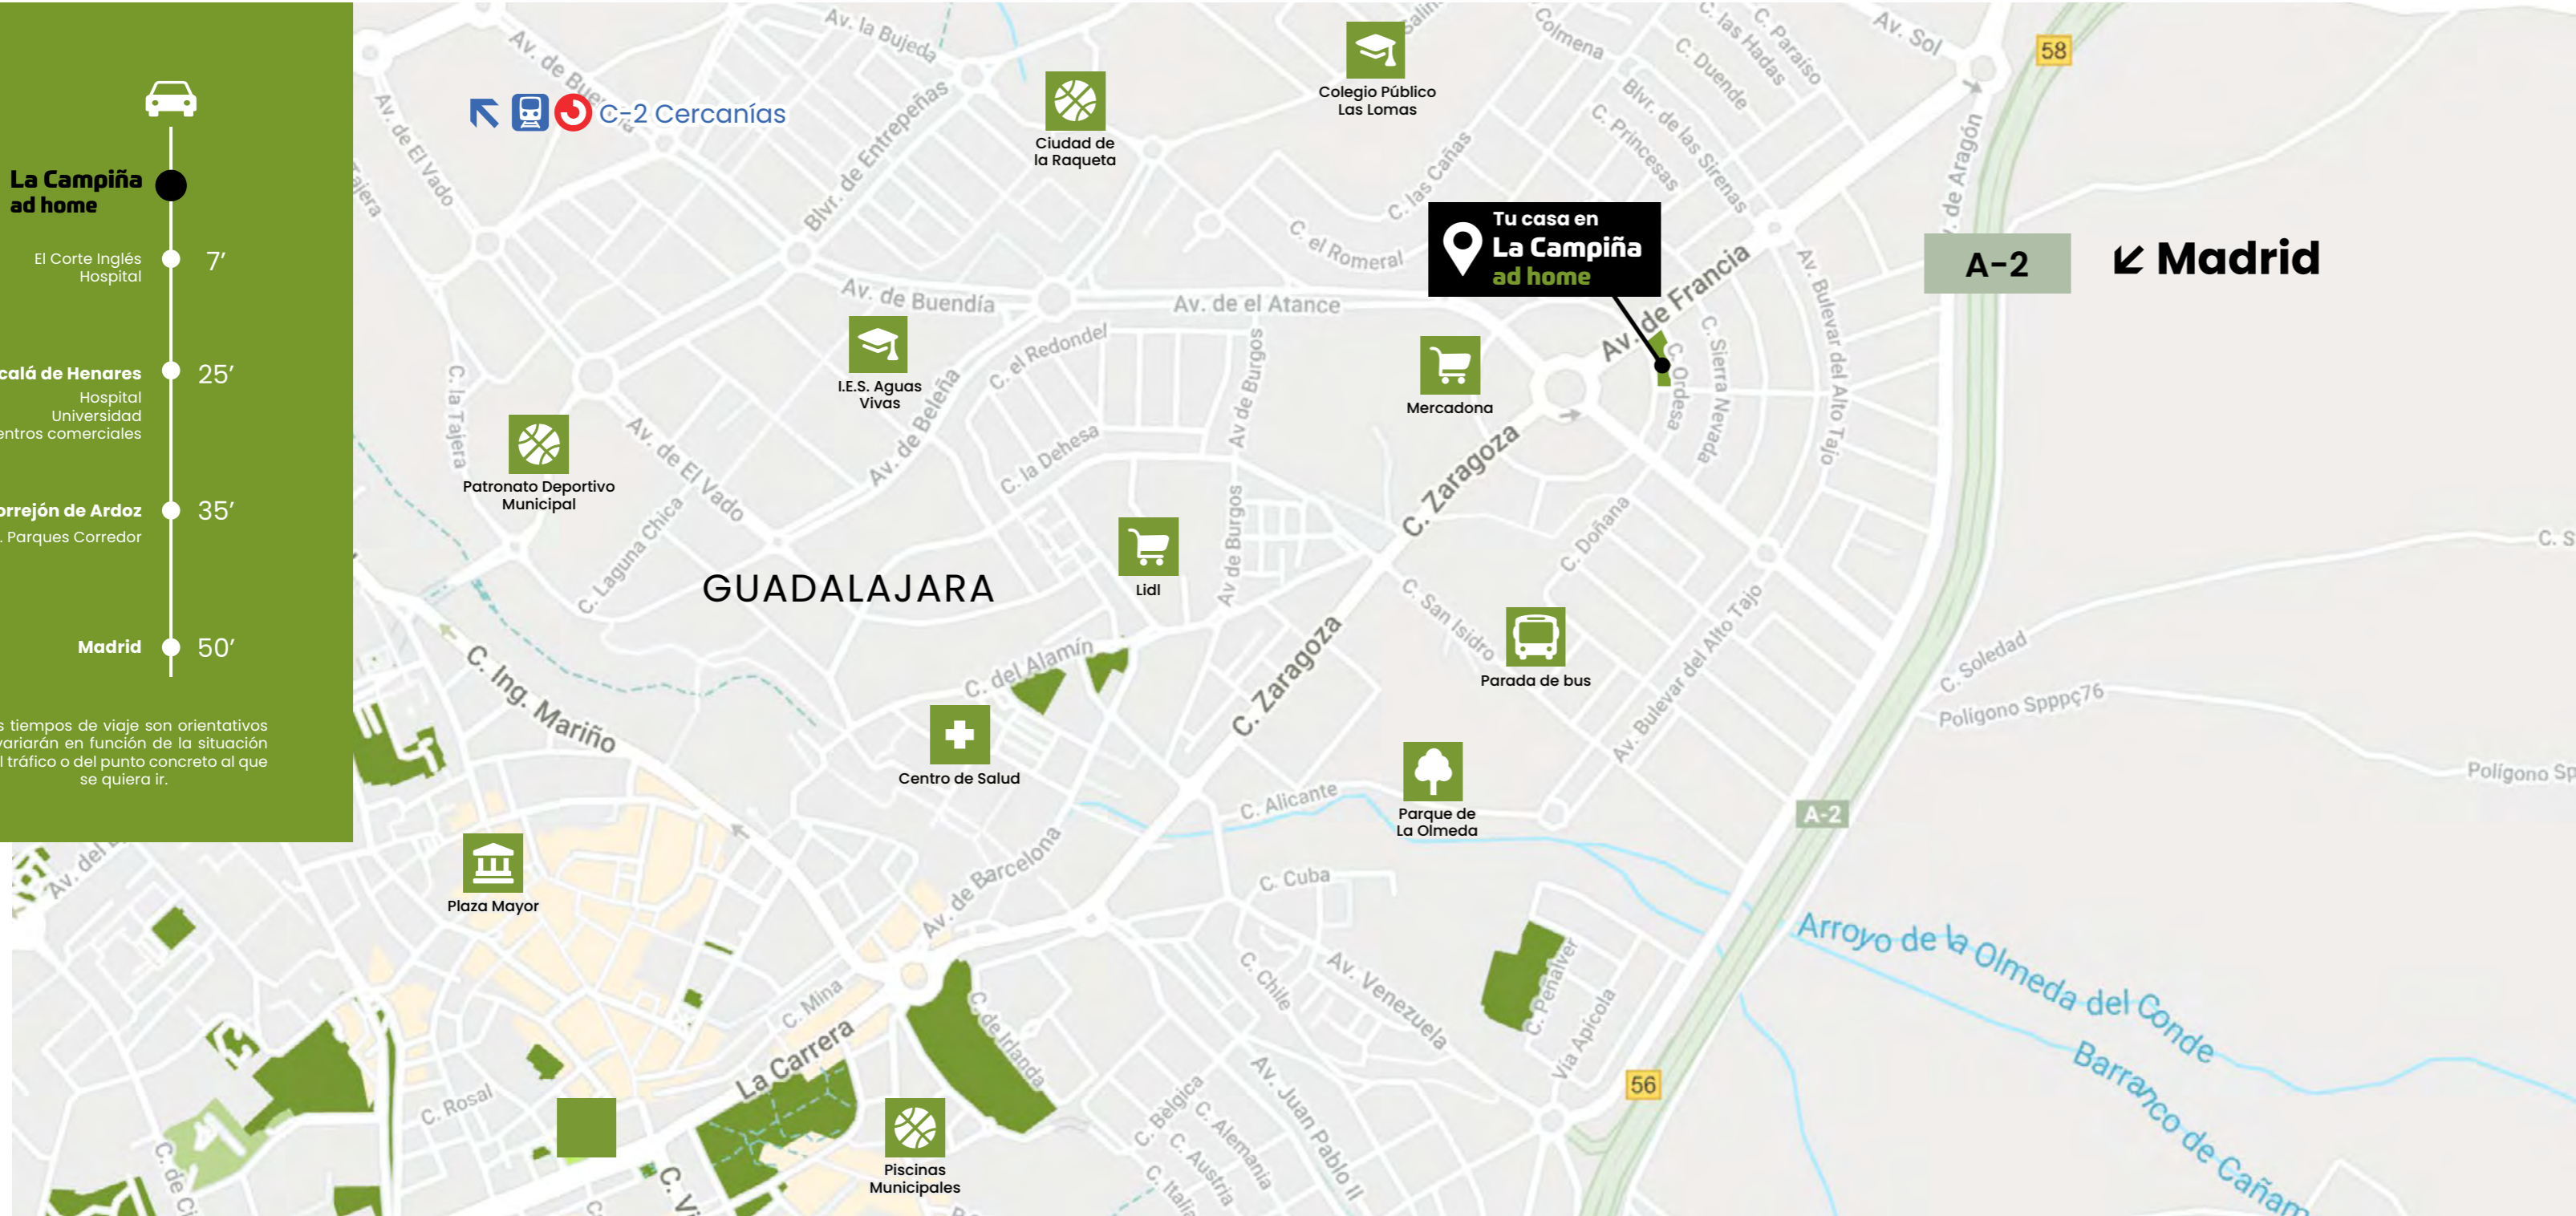 La Campiña
ad home
El Corte Inglés
Hospital
7’
calá de Henares
25’
Hospital
Universidad
entros comerciales
orrejón de Ardoz
35’
. Parques Corredor
Madrid
50’
s tiempos de viaje son orientativos
variarán en función de la situación
l tráfico o del punto concreto al que
se quiera ir.
Av. de El Vado
Tajera
C-2 Cercanías
Av. la Bujeda
Blvr. de Entrepeñas
Ciudad de
la Raqueta
Colegio Público
Las Lomas
Colmena
C. las Hadas
C. Paraíso
C. Duende
Blvr. de las Sirenas
C. Princesas
Av. Sol
58
Av. de Aragón
C. las Cañas
C. el Romeral
Tu casa en
La Campiña
ad home
Av. de Francia
A-2
Madrid
Av. de Buendía
Av. de el Atance
I.E.S. Aguas
Vivas
C. el Redondel
Av de Burgos
Mercadona
C. Ordesa
C. Sierra Nevada
Av. Bulevar del Alto Tajo
C. la Tajera
Patronato Deportivo
Municipal
Av. de El Vado
Av. de Beleña
C. la Dehesa
C. Zaragoza
C. Laguna Chica
GUADALAJARA
Lidl
Av de Burgos
C. Doñana
C. San Isidro
Parada de bus
Av. Bulevar del Alto Tajo
C. S
C. Soledad
Polígono Spppç76
Polígono Sp
C. Ing. Mariño
C. del Alamín
C. Zaragoza
Centro de Salud
C. Alicante
Parque de
La Olmeda
A-2
Av. del
Plaza Mayor
Av. de Barcelona
C. Cuba
Arroyo de la Olmeda del Conde
Barranco de Cañam
C. Mina
La Carrera
C. de Irlanda
C. Chile
Av. Venezuela
C. Peñalver
Vía Apícola
56
C. Rosal
Piscinas
Municipales
C. Bélgica
C. Alemania
C. Austria
C. Italia
Av. Juan Pablo II
C. de Ci
C. Vi